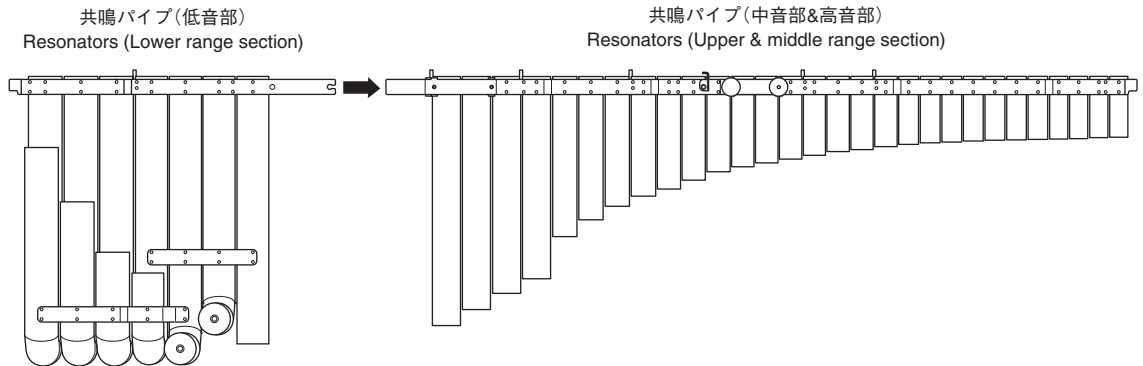 共鳴パイプ（低音部）
Resonators (Lower range section)
共鳴パイプ（中音部&高音部）
Resonators (Upper & middle range section)